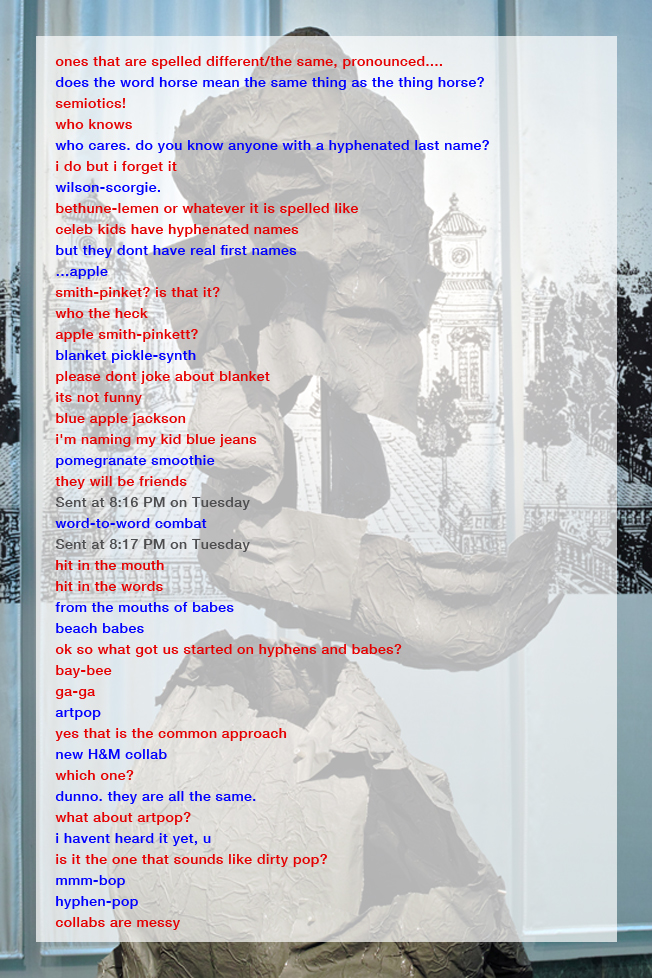 ones that are spelled different/the same, pronounced....
does the word horse mean the same thing as the thing horse?
semiotics!
who knows
who cares. do you know anyone with a hyphenated last name?
i do but i forget it
wilson-scorgie.
bethune-lemen or whatever it is spelled like
celeb kids have hyphenated names
but they dont have real first names
...apple
smith-pinket? is that it?
who the heck
apple smith-pinkett?
blanket pickle-synth
please dont joke about blanket
its not funny
blue apple jackson
i'm naming my kid blue jeans
pomegranate smoothie
they will be friends
Sent at 8:16 PM on Tuesday
word-to-word combat
Sent at 8:17 PM on Tuesday
hit in the mouth
hit in the words
from the mouths of babes
beach babes
ok so what got us started on hyphens and babes?
bay-bee
ga-ga
artpop
yes that is the common approach
new H&M collab
which one?
dunno. they are all the same.
what about artpop?
i havent heard it yet, u
is it the one that sounds like dirty pop?
mmm-bop
hyphen-pop
collabs are messy